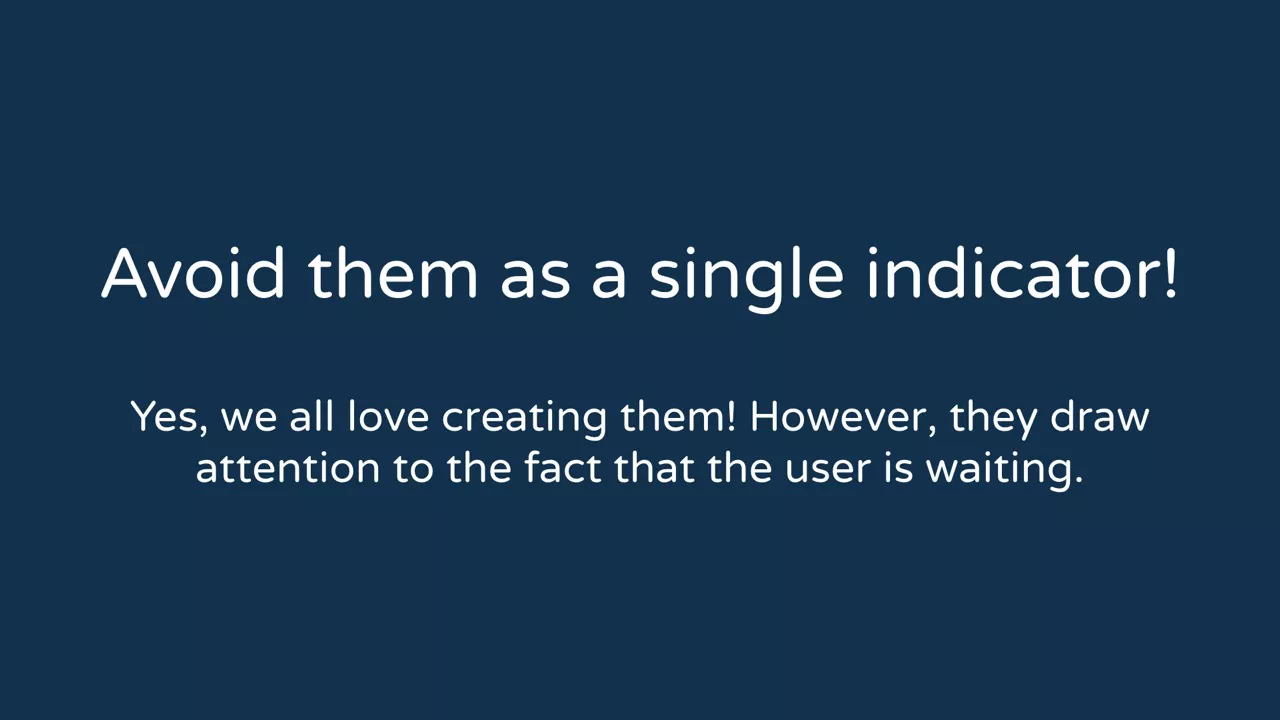 Avoid them as a single indicator!
Yes, we all love creating them! However, they draw
attention to the fact that the user is waiting.